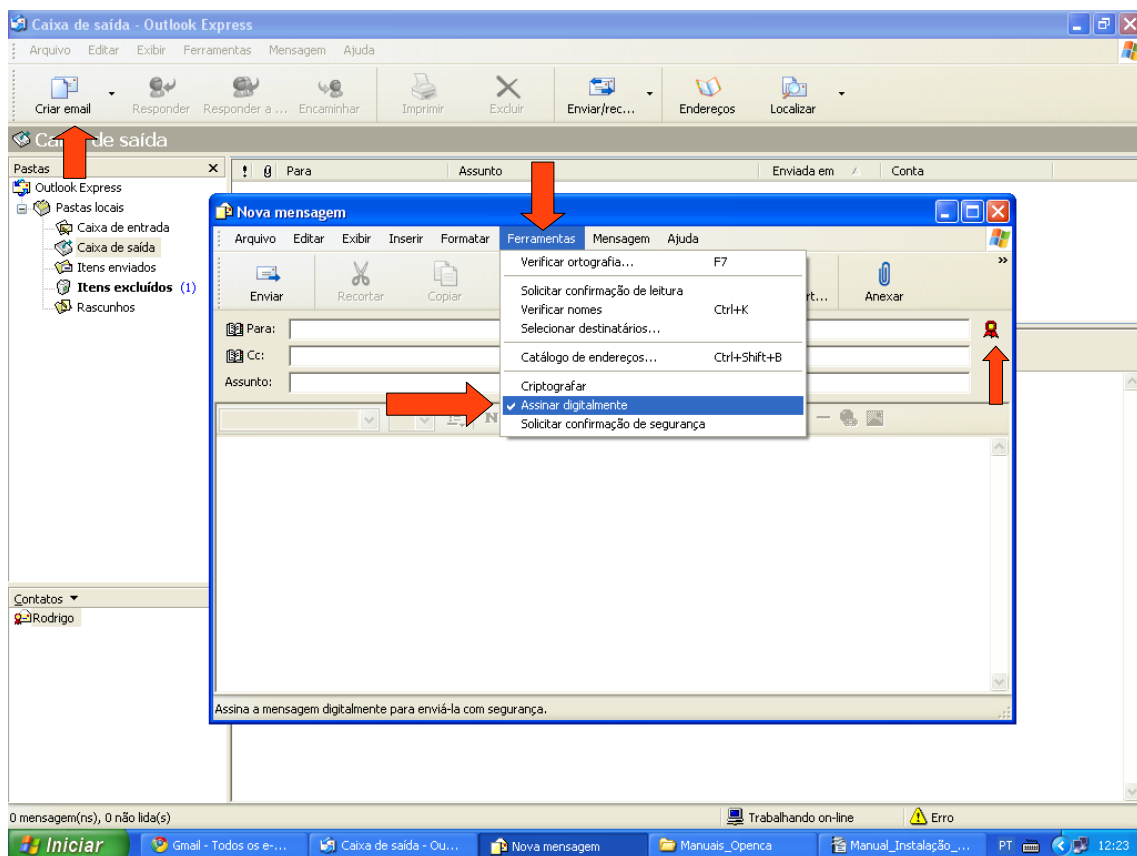 Caixa de saída - Outlook Express
Arquivo Editar Exibir Ferramentas Mensagem Ajuda
Criar email Responder Responder a ... Encaminhar Imprimir Excluir Enviar/rec... Endereços Localizar
de saída
Pastas
! Para Assunto Enviada em Conta
Outlook Express
Pastas locais
Caixa de entrada
Caixa de saída
Itens enviados
Itens excluídos (1)
Rascunhos
Nova mensagem
Arquivo Editar Exibir Inserir Formatar Ferramentas Mensagem Ajuda
Enviar Recortar Copiar rt... Anexar »
Para:
Cc:
Assunto:
N
Verificar ortografia... F7
Solicitar confirmação de leitura
Verificar nomes Ctrl+K
Selecionar destinatários...
Catálogo de endereços... Ctrl+Shift+B
Criptografar
Assinar digitalmente
Solicitar confirmação de segurança
Assina a mensagem digitalmente para enviá-la com segurança.
Contatos
Rodrigo
0 mensagem(ns), 0 não lida(s) Trabalhando on-line Erro
Iniciar Gmail - Todos os e-... Caixa de saída - Ou... Nova mensagem Manuais_Openca Manual_Instalação_... PT 12:23